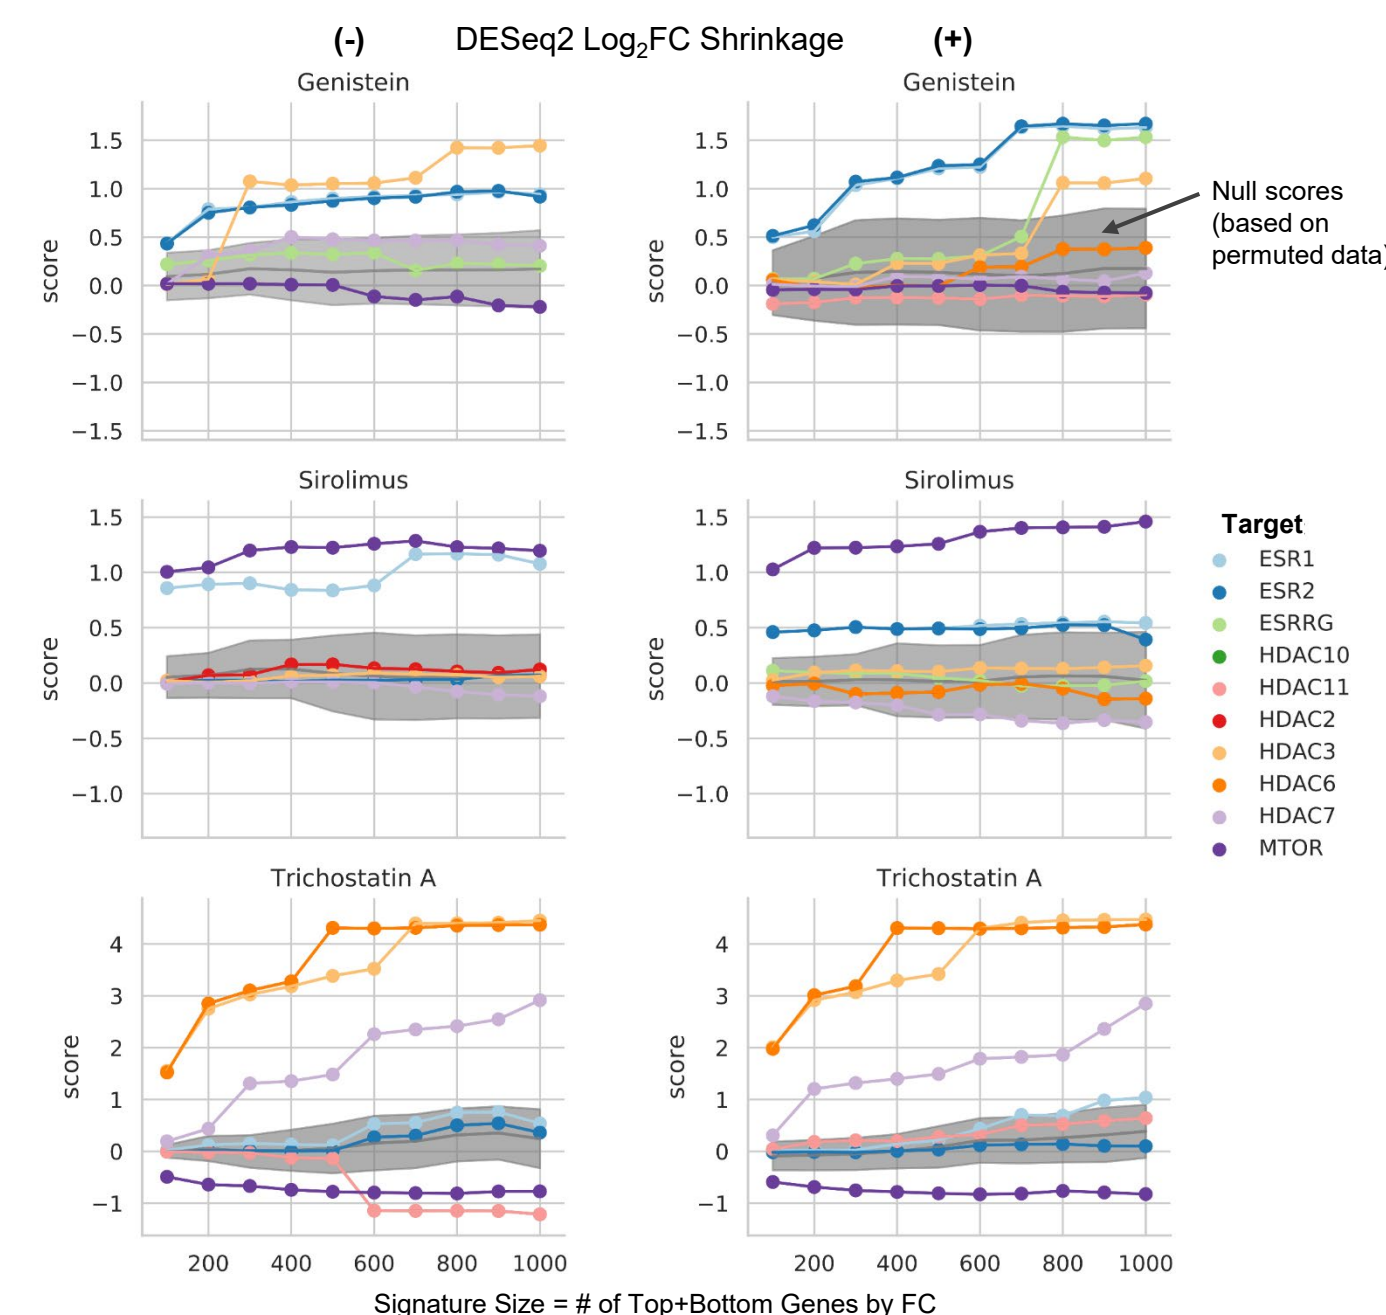 (-) DESeq2 Log2FC Shrinkage (+)
Genistein Genistein
1.5 1.5
1.0 1.0
0.5 0.5
0.0 0.0
−0.5 −0.5
−1.0 −1.0
−1.5 −1.5
score score
Null scores
(based on
permuted data)
Sirolimus Sirolimus
1.5 1.5
1.0 1.0
0.5 0.5
0.0 0.0
−0.5 −0.5
−1.0 −1.0
score score
Target
ESR1
ESR2
ESRRG
HDAC10
HDAC11
HDAC2
HDAC3
HDAC6
HDAC7
MTOR
Trichostatin A Trichostatin A
4 4
3 3
2 2
1 1
0 0
−1 −1
score score
200 400 600 800 1000 200 400 600 800 1000
Signature Size = # of Top+Bottom Genes by FC